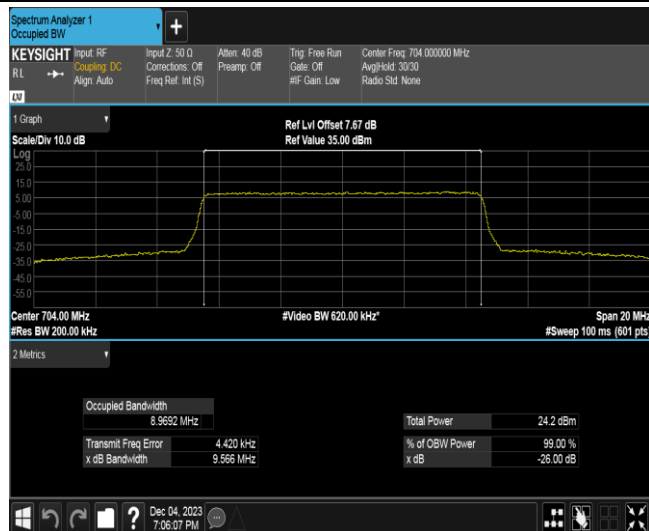 Spectrum Analyzer 1
Occupied BW
+
KEYSIGHT Input: RF Input Z: 50 Ω Atten: 40 dB Trig: Free Run Center Freq: 704.000000 MHz
RL Coupling: DC Corrections: Off Preamp: Off Gate: Off Avg|Hold: 30/30
Align: Auto Freq Ref: Int (S) #IF Gain: Low Radio Std: None
LXI
1 Graph
Ref Lvl Offset 7.67 dB
Scale/Div 10.0 dB Ref Value 35.00 dBm
Log
25.0
15.0
5.00
-5.00
-15.0
-25.0
-35.0
-45.0
-55.0
Center 704.00 MHz #Video BW 620.00 kHz* Span 20 MHz
#Res BW 200.00 kHz #Sweep 100 ms (601 pts)
2 Metrics
Occupied Bandwidth
8.9692 MHz Total Power 24.2 dBm
Transmit Freq Error 4.420 kHz % of OBW Power 99.00 %
x dB Bandwidth 9.566 MHz x dB -26.00 dB
? Dec 04, 2023
7:06:07 PM